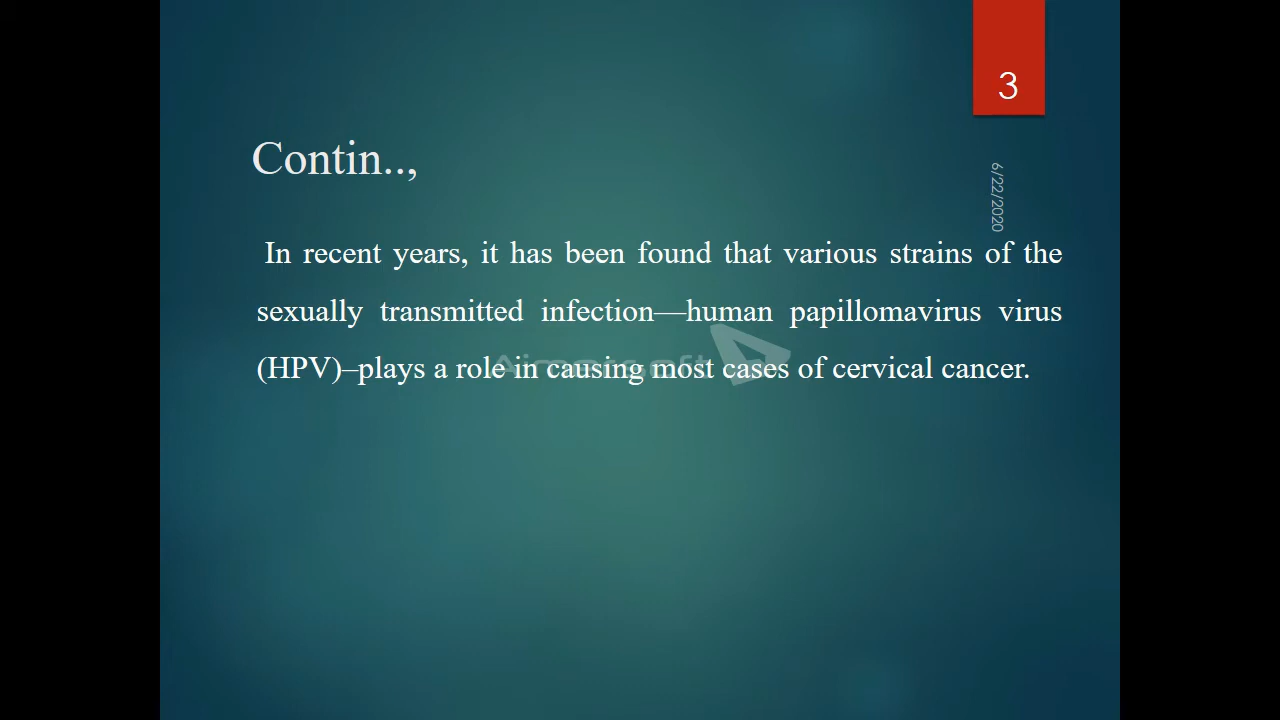 3
Contin..,
6/22/2020
In recent years, it has been found that various strains of the
sexually transmitted infection—human papillomavirus virus
(HPV)–plays a role in causing most cases of cervical cancer.